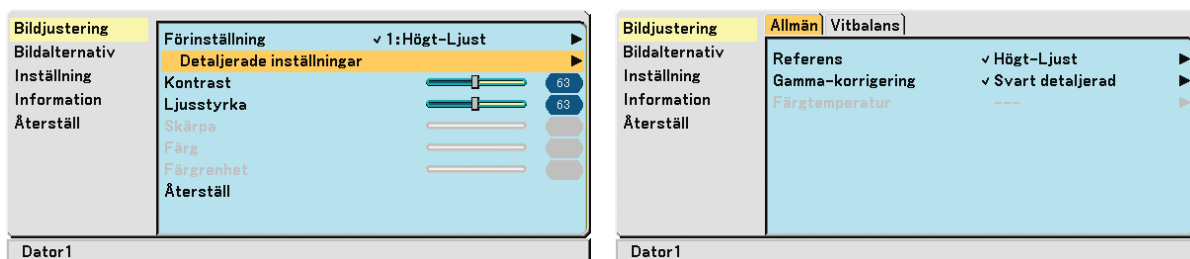 Bildjustering
Bildalternativ
Inställning
Information
Återställ
Förinställning ✓ 1:Högt-Ljust ▶
Detaljerade inställningar ▶
Kontrast 63
Ljusstyrka 63
Skärpa
Färg
Färgrenhet
Återställ
Dator1
Bildjustering
Bildalternativ
Inställning
Information
Återställ
Allmän Vitbalans
Referens ✓ Högt-Ljust ▶
Gamma-korrigering ✓ Svart detaljerad ▶
Färgtemperatur --- ▶
Dator1